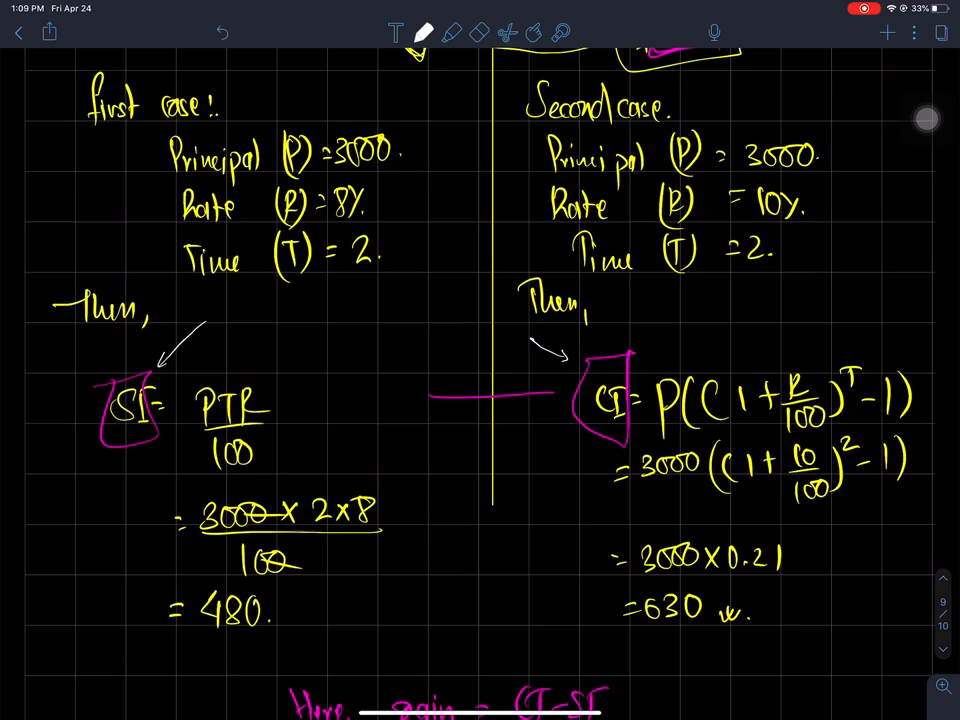 1:09 PM Fri Apr 24
33%
first case:
Principal (P) = 3000.
Rate (R) = 8%.
Time (T) = 2.
Then,
SI = PTR/100
= 3000 × 2 × 8/100
= 480.
Second case.
Principal (P) = 3000.
Rate (R) = 10%.
Time (T) = 2.
Then,
CI = P((1 + R/100)^T - 1)
= 3000((1 + 10/100)^2 - 1)
= 3000 × 0.21
= 630
9
/
10
Here, gain = CI - SI